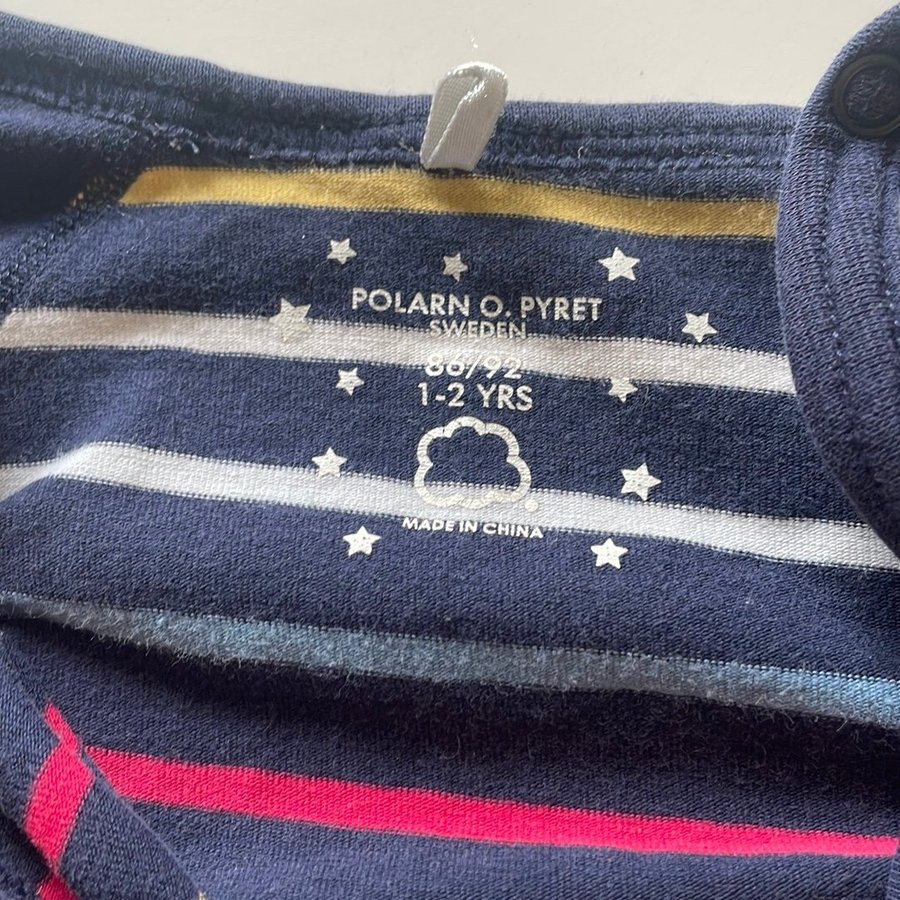 POLARN O. PYRET
SWEDEN
86/92
1-2 YRS
MADE IN CHINA